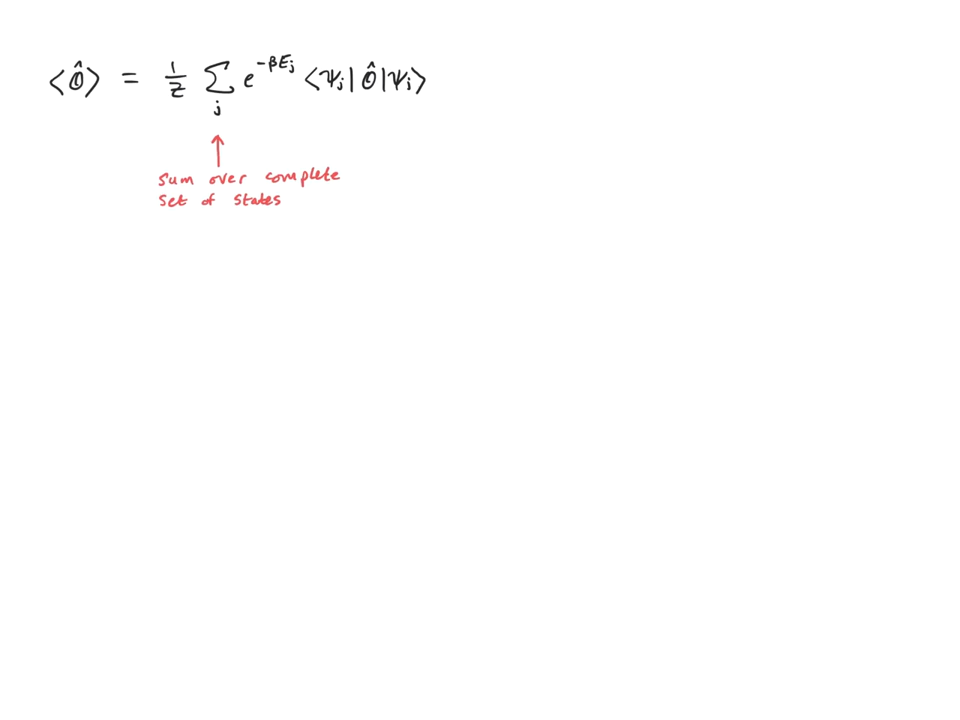 ⟨Ô⟩ = 1/Z ∑_j e^{-βE_j} ⟨ψ_j| Ô |ψ_j⟩
Sum over complete
set of states